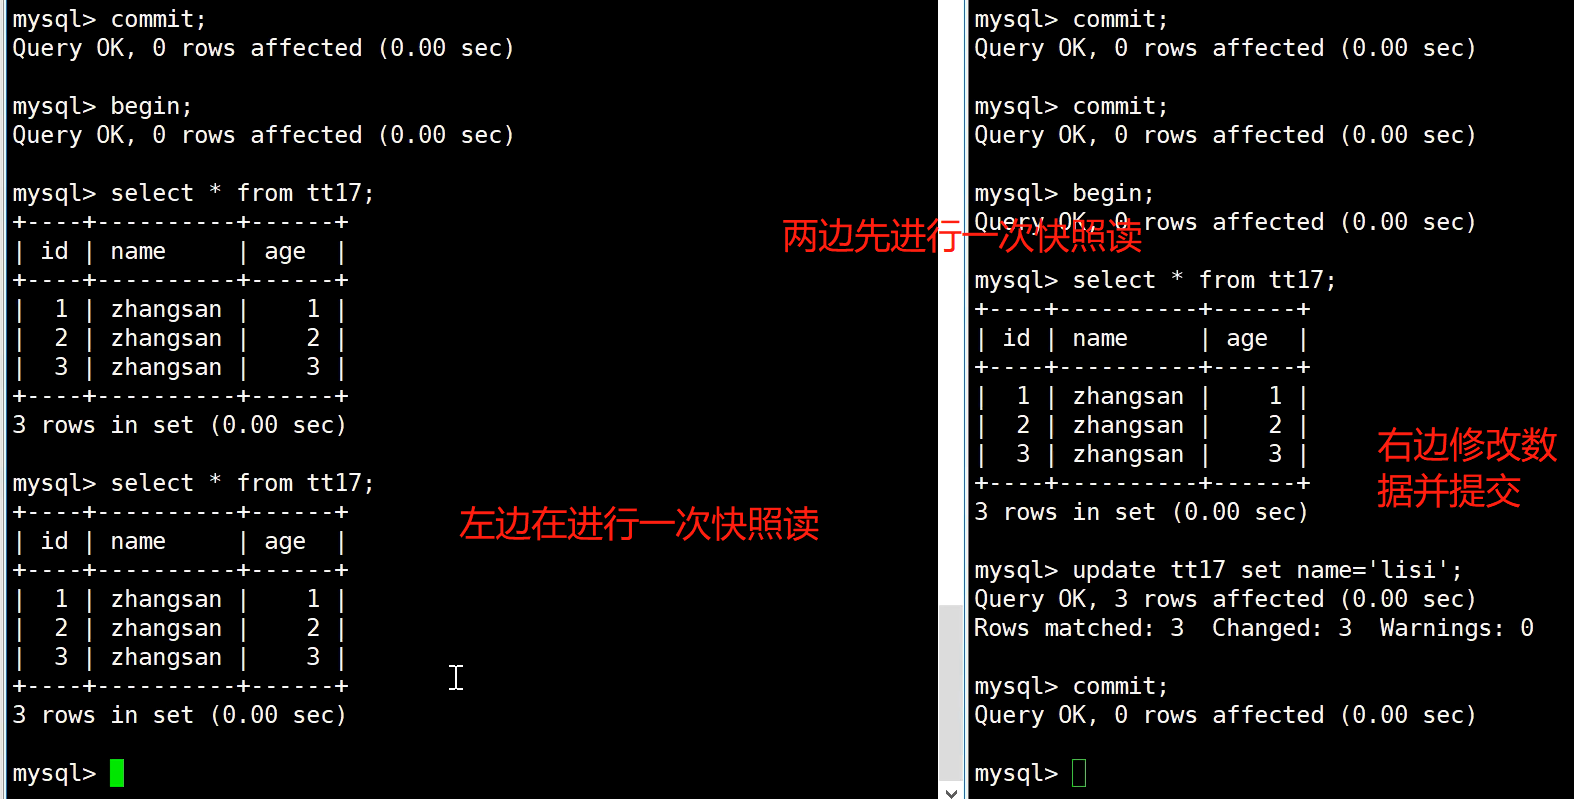 mysql> commit;
Query OK, 0 rows affected (0.00 sec)
mysql> begin;
Query OK, 0 rows affected (0.00 sec)
mysql> select * from tt17;
+----+----------+------+
| id | name     | age  |
+----+----------+------+
|  1 | zhangsan |    1 |
|  2 | zhangsan |    2 |
|  3 | zhangsan |    3 |
+----+----------+------+
3 rows in set (0.00 sec)
mysql> select * from tt17;
+----+----------+------+
| id | name     | age  |
+----+----------+------+
|  1 | zhangsan |    1 |
|  2 | zhangsan |    2 |
|  3 | zhangsan |    3 |
+----+----------+------+
3 rows in set (0.00 sec)
mysql>
两边先进行一次快照读
左边在进行一次快照读
mysql> commit;
Query OK, 0 rows affected (0.00 sec)
mysql> commit;
Query OK, 0 rows affected (0.00 sec)
mysql> begin;
Query OK, 0 rows affected (0.00 sec)
mysql> select * from tt17;
+----+----------+------+
| id | name     | age  |
+----+----------+------+
|  1 | zhangsan |    1 |
|  2 | zhangsan |    2 |
|  3 | zhangsan |    3 |
+----+----------+------+
3 rows in set (0.00 sec)
右边修改数
据并提交
mysql> update tt17 set name='lisi';
Query OK, 3 rows affected (0.00 sec)
Rows matched: 3  Changed: 3  Warnings: 0
mysql> commit;
Query OK, 0 rows affected (0.00 sec)
mysql>